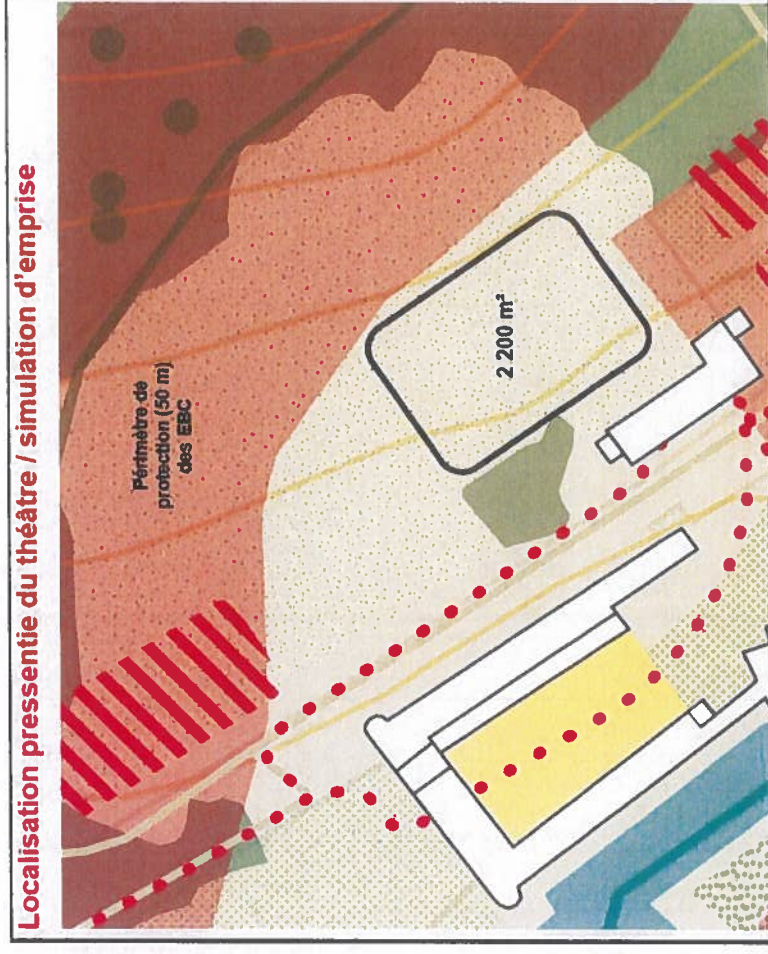 Localisation pressentie du théâtre / simulation d'emprise
Périmètre de
protection (50 m)
des EBC
2 200 m²